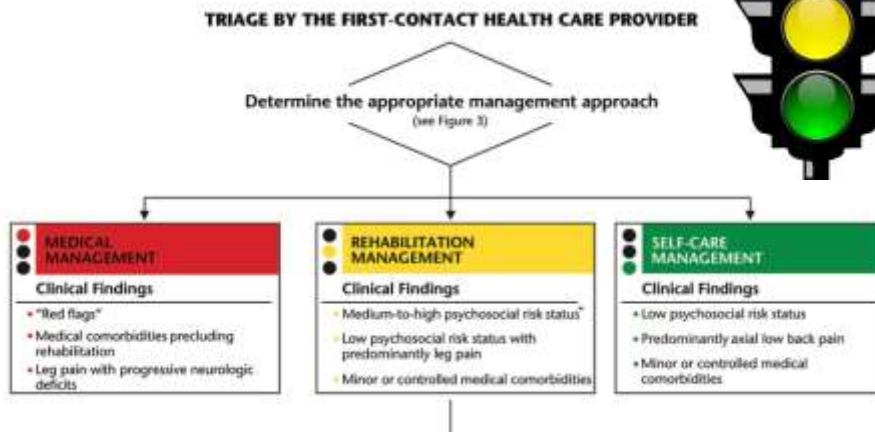 TRIAGE BY THE FIRST-CONTACT HEALTH CARE PROVIDER
Determine the appropriate management approach
(see Figure 3)
MEDICAL
MANAGEMENT
Clinical Findings
• "Red flags"
• Medical comorbidities precluding
rehabilitation
• Leg pain with progressive neurologic
deficits
REHABILITATION
MANAGEMENT
Clinical Findings
• Medium-to-high psychosocial risk status*
• Low psychosocial risk status with
predominantly leg pain
• Minor or controlled medical comorbidities
SELF-CARE
MANAGEMENT
Clinical Findings
• Low psychosocial risk status
• Predominantly axial low back pain
• Minor or controlled medical
comorbidities